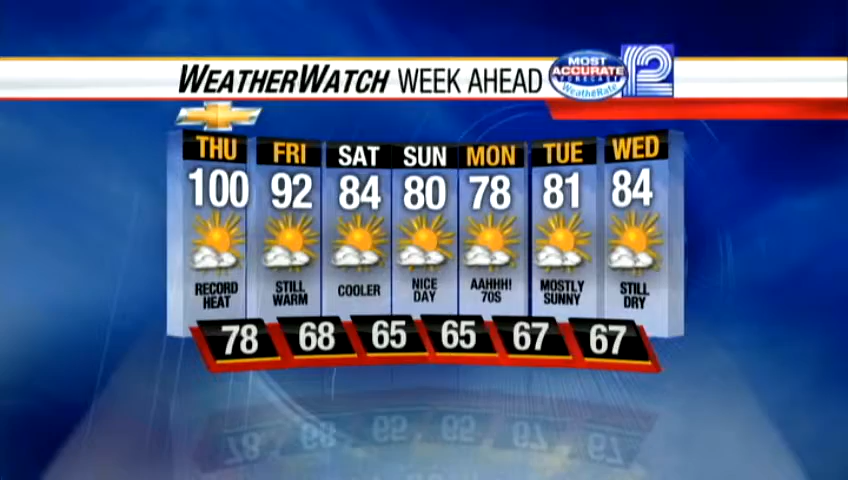 WEATHERWATCH WEEK AHEAD
MOST
ACCURATE
FORECAST
WeatheRate
12
THU FRI SAT SUN MON TUE WED
100 92 84 80 78 81 84
RECORD HEAT STILL WARM COOLER NICE DAY AAHHH! 70S MOSTLY SUNNY STILL DRY
78 68 65 65 67 67